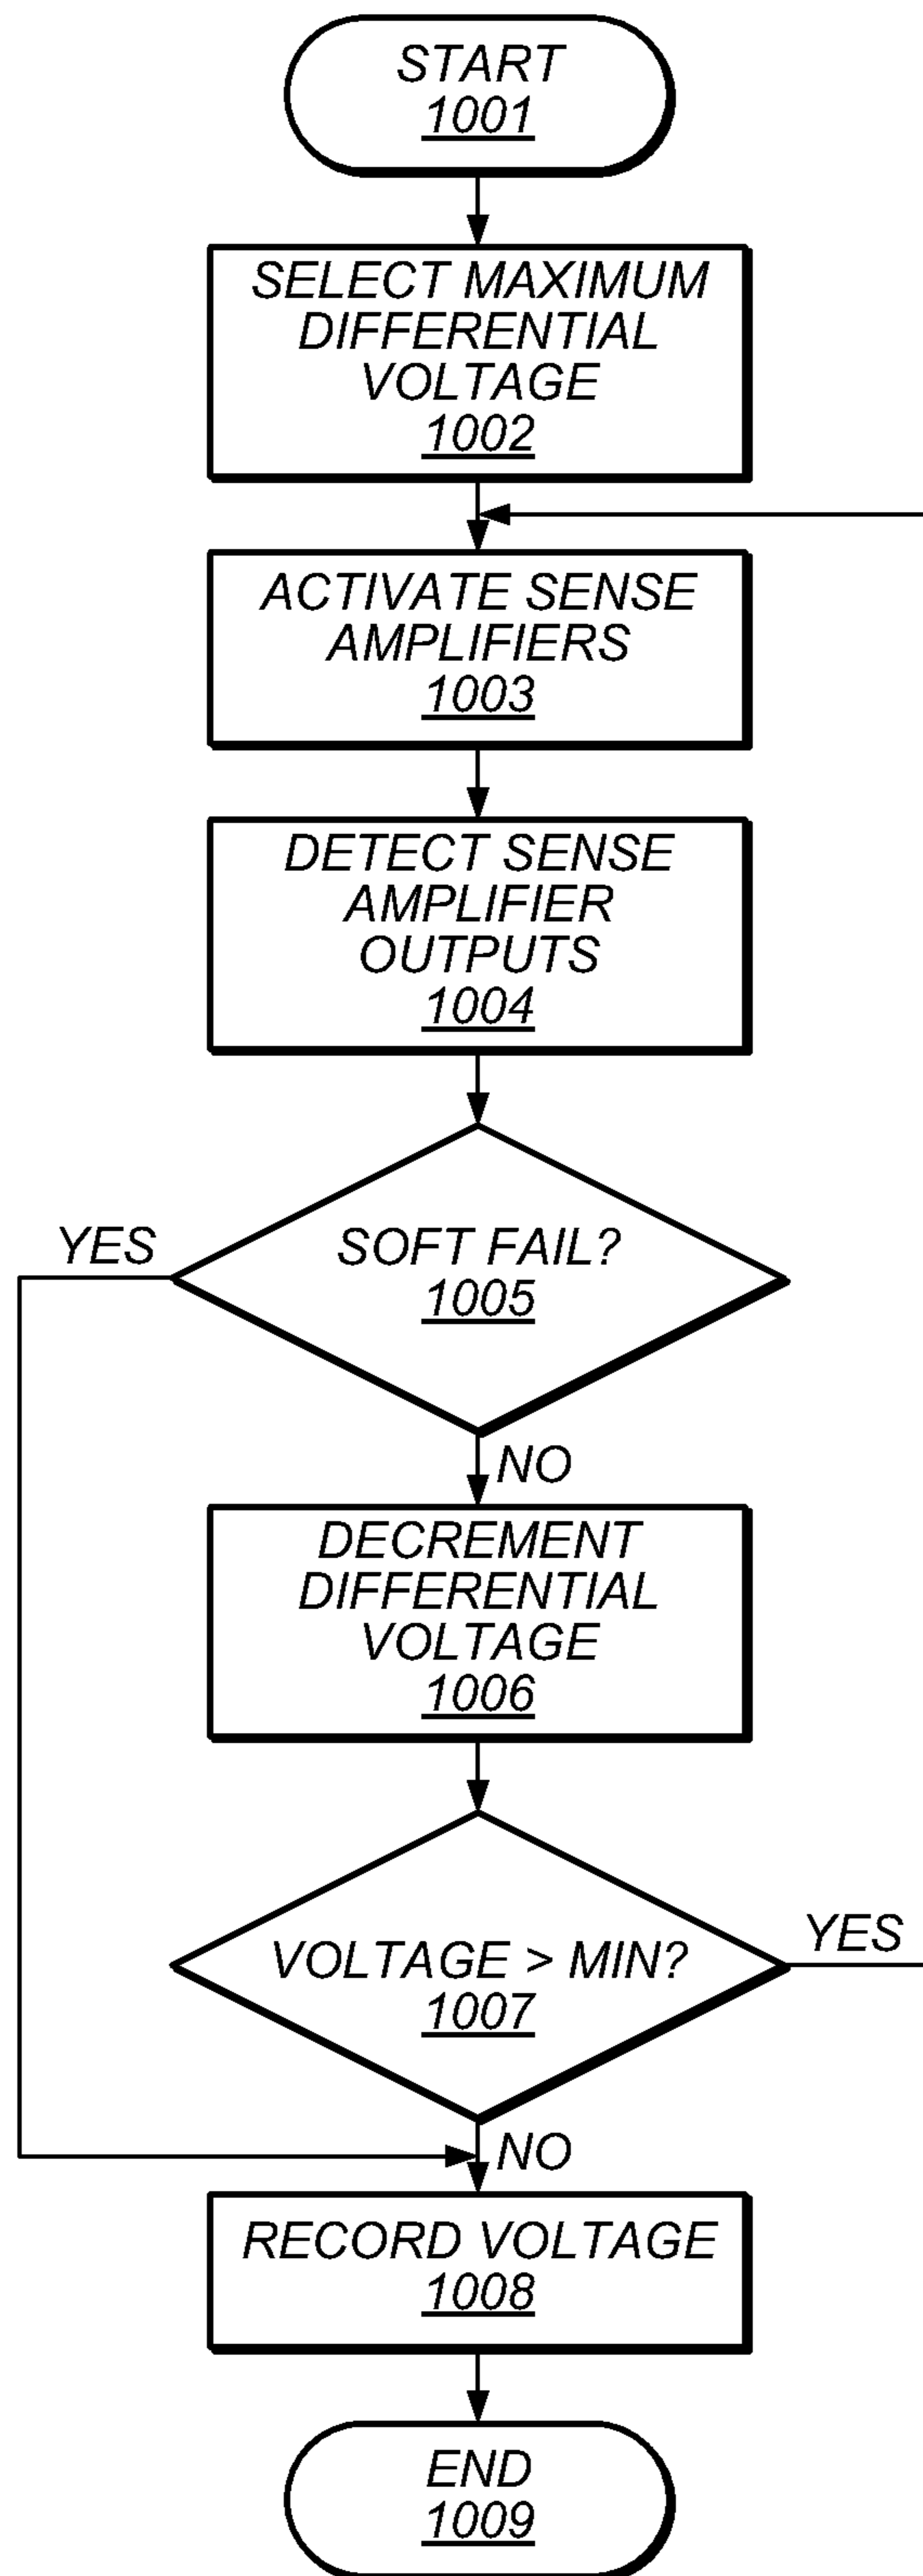 START
1001
SELECT MAXIMUM
DIFFERENTIAL
VOLTAGE
1002
ACTIVATE SENSE
AMPLIFIERS
1003
DETECT SENSE
AMPLIFIER
OUTPUTS
1004
YES
SOFT FAIL?
1005
NO
DECREMENT
DIFFERENTIAL
VOLTAGE
1006
YES
VOLTAGE > MIN?
1007
NO
RECORD VOLTAGE
1008
END
1009